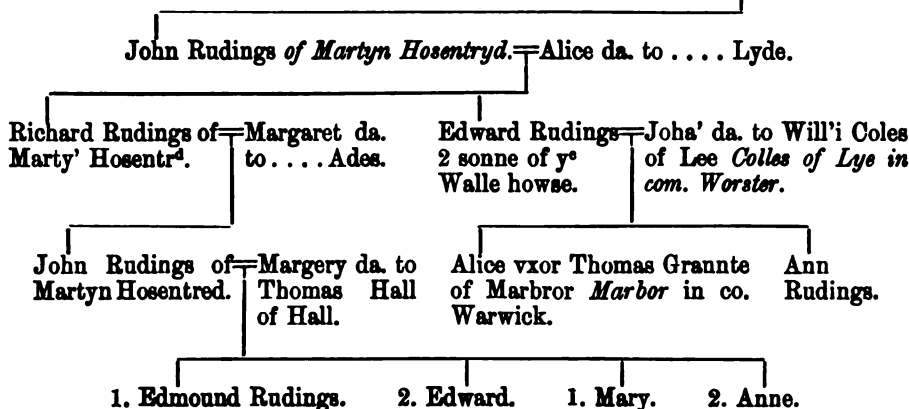 John Rudings of Martyn Hosentryd.=Alice da. to .... Lyde.
Richard Rudings of=Margaret da.
Marty' Hosentrᵈ. to .... Ades.
Edward Rudings=Joha' da. to Will'i Coles
2 sonne of yᵉ of Lee Colles of Lye in
Walle howse. com. Worster.
John Rudings of=Margery da. to
Martyn Hosentred. Thomas Hall
of Hall.
Alice vxor Thomas Grannte
of Marbror Marbor in co.
Warwick.
Ann
Rudings.
1. Edmound Rudings. 2. Edward. 1. Mary. 2. Anne.